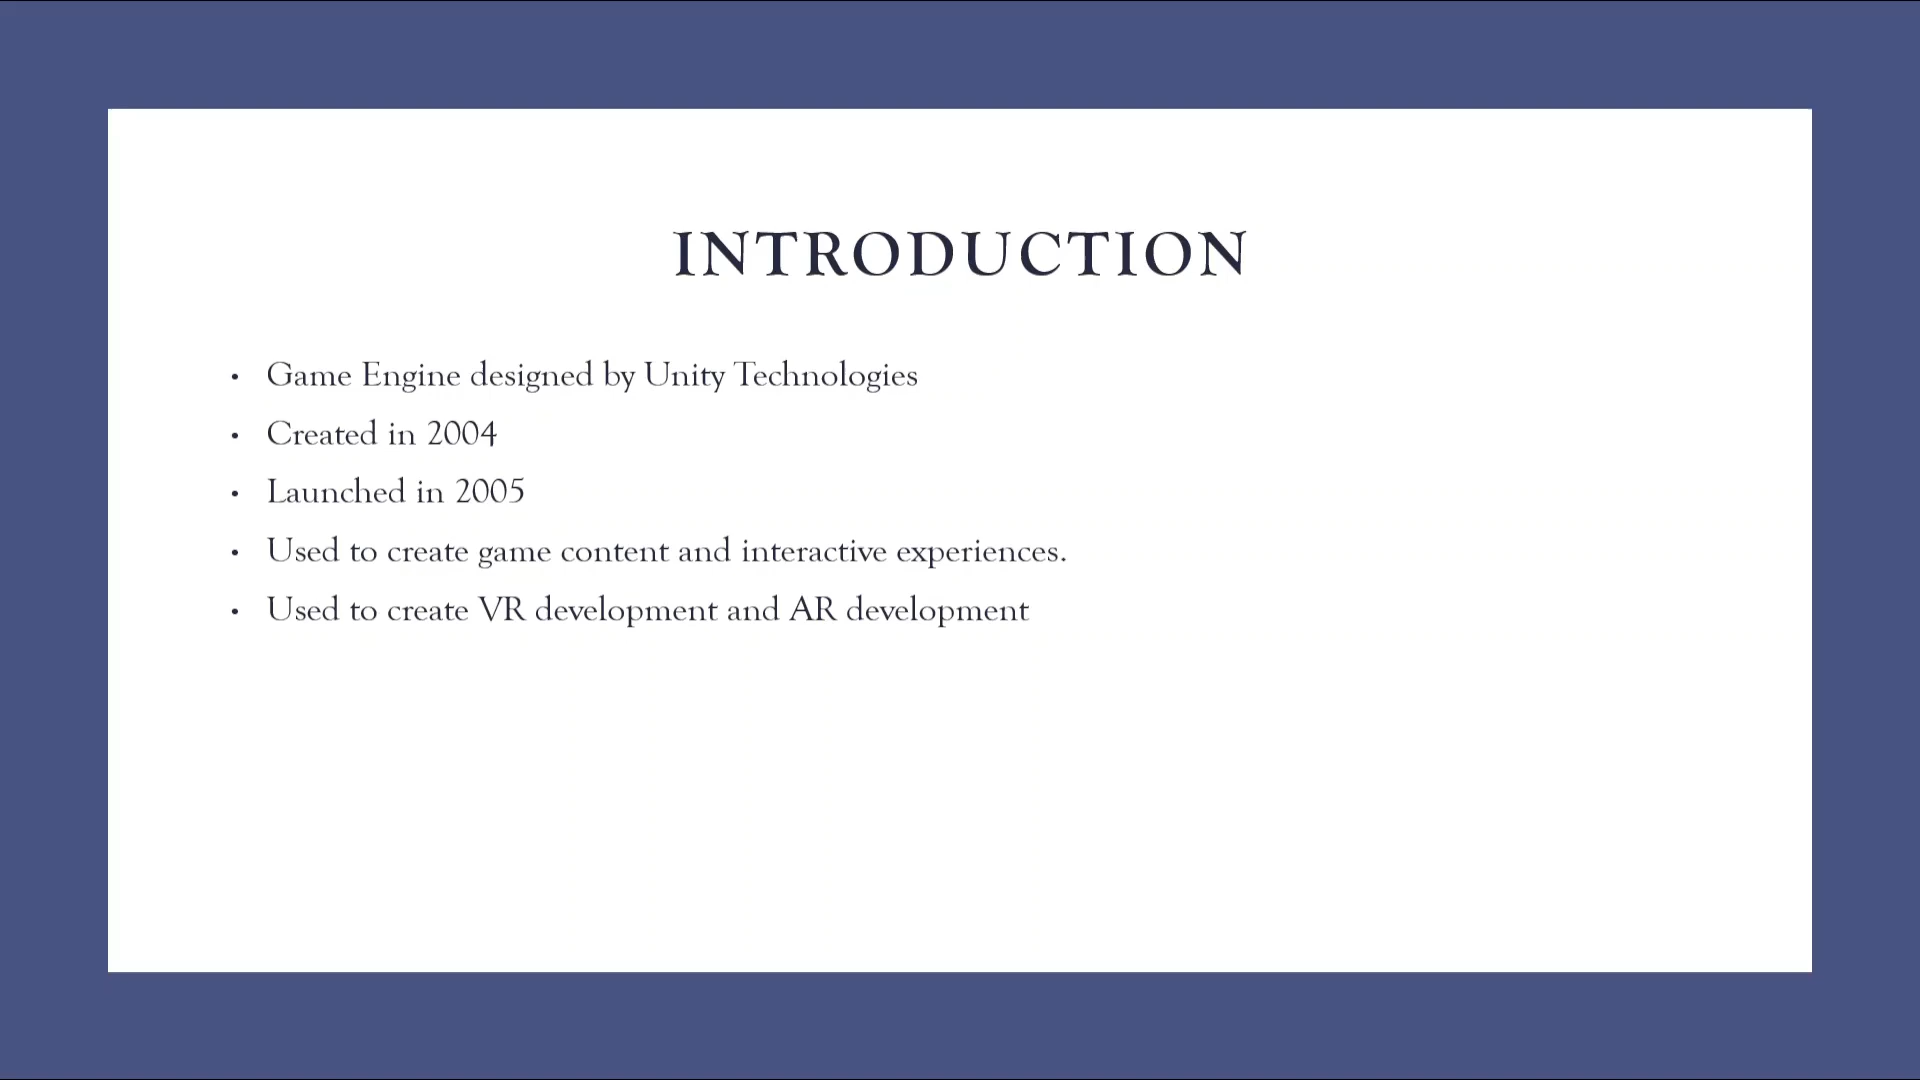 INTRODUCTION
• Game Engine designed by Unity Technologies
• Created in 2004
• Launched in 2005
• Used to create game content and interactive experiences.
• Used to create VR development and AR development